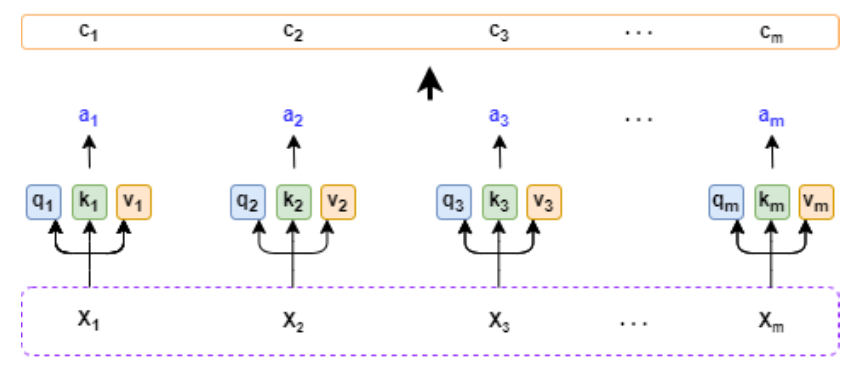 c₁ c₂ c₃ ... cₘ
a₁ a₂ a₃ ... aₘ
q₁ k₁ v₁ q₂ k₂ v₂ q₃ k₃ v₃ qₘ kₘ vₘ
X₁ X₂ X₃ ... Xₘ